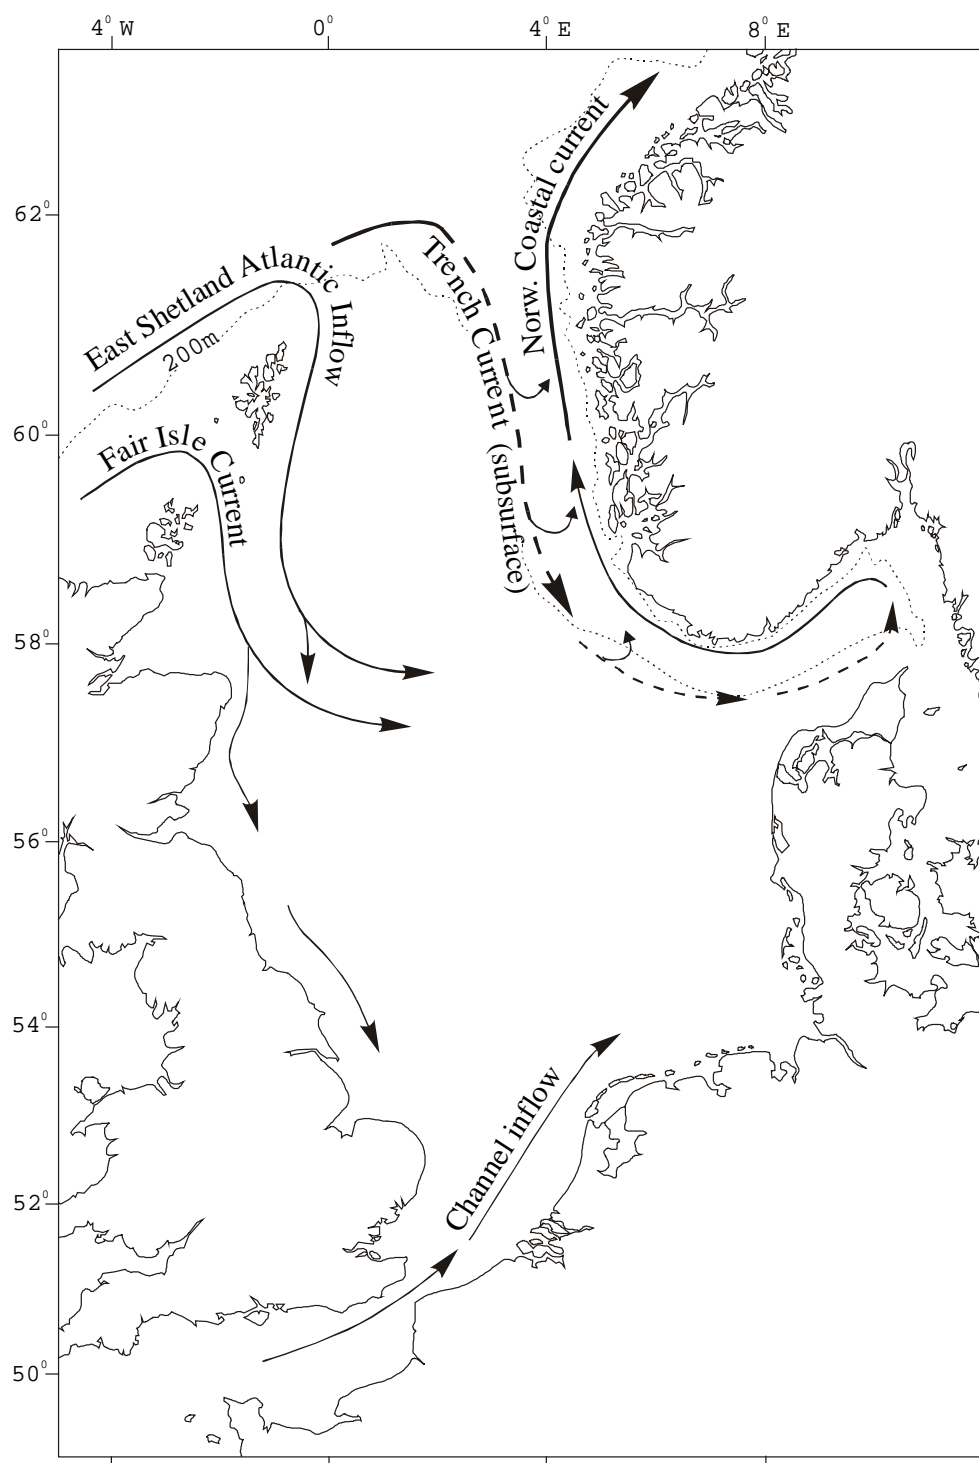 4° W 0° 4° E 8° E
Norw. Coastal current
62°
East Shetland Atlantic Inflow
Trench Current (subsurface)
200m
60°
Fair Isle Current
58°
56°
54°
Channel inflow
52°
50°